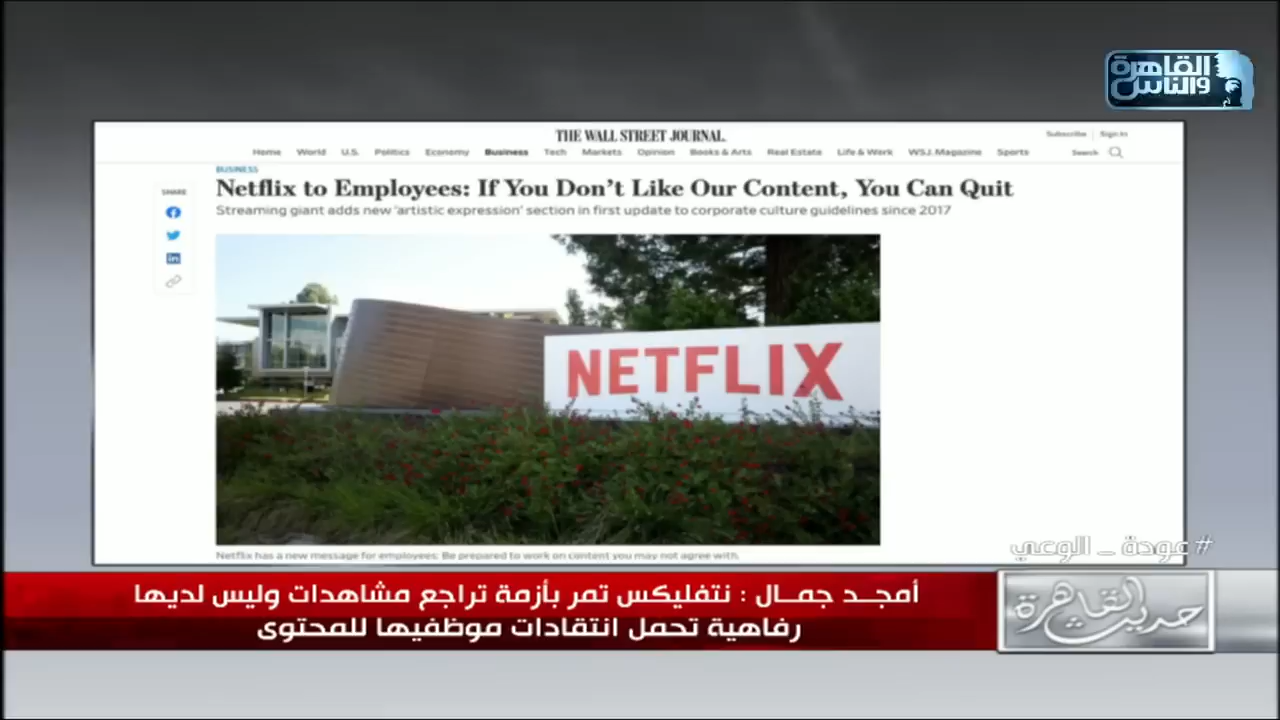 القاهرة
والناس
THE WALL STREET JOURNAL.
Subscribe | Sign In
Home World U.S. Politics Economy Business Tech Markets Opinion Books & Arts Real Estate Life & Work WSJ. Magazine Sports Search
BUSINESS
SHARE
Netflix to Employees: If You Don't Like Our Content, You Can Quit
Streaming giant adds new 'artistic expression' section in first update to corporate culture guidelines since 2017
NETFLIX
Netflix has a new message for employees: Be prepared to work on content you may not agree with.
#عودة_الوعي
أمجد جمال : نتفليكس تمر بأزمة تراجع مشاهدات وليس لديها
رفاهية تحمل انتقادات موظفيها للمحتوى
حديث القاهرة